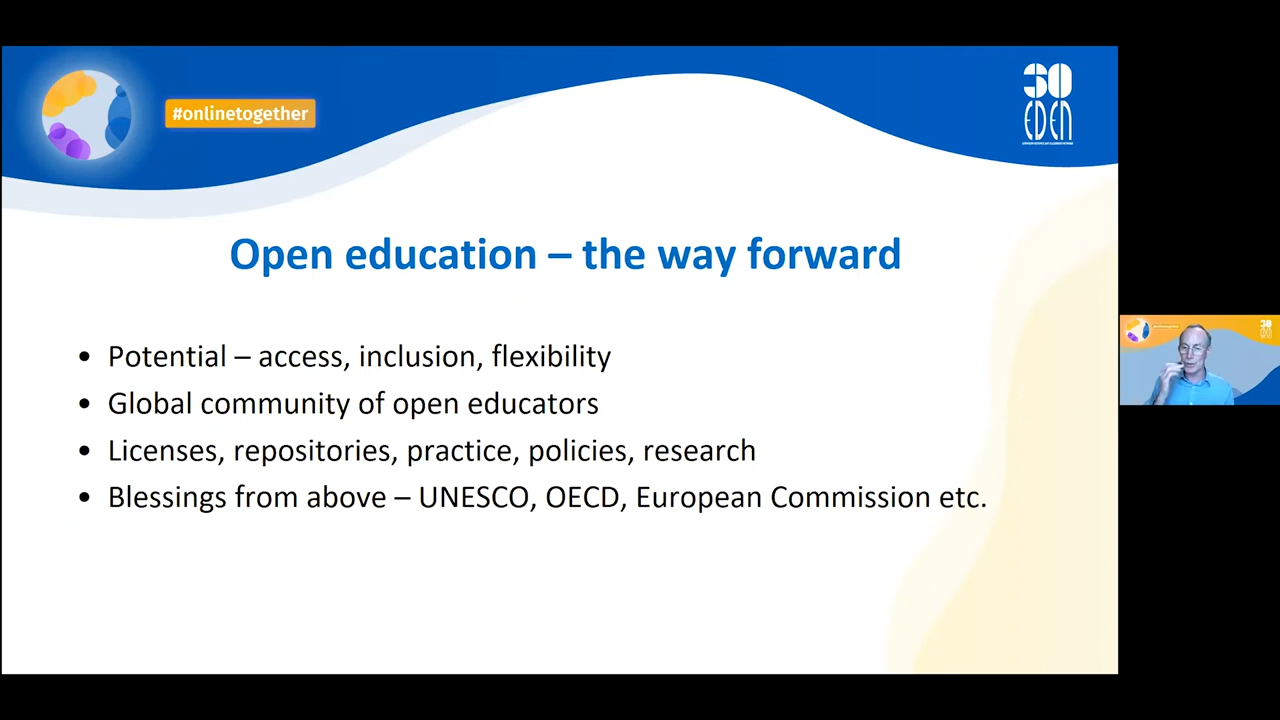 #onlinetogether
30
EDEN
Open education – the way forward
• Potential – access, inclusion, flexibility
• Global community of open educators
• Licenses, repositories, practice, policies, research
• Blessings from above – UNESCO, OECD, European Commission etc.
30